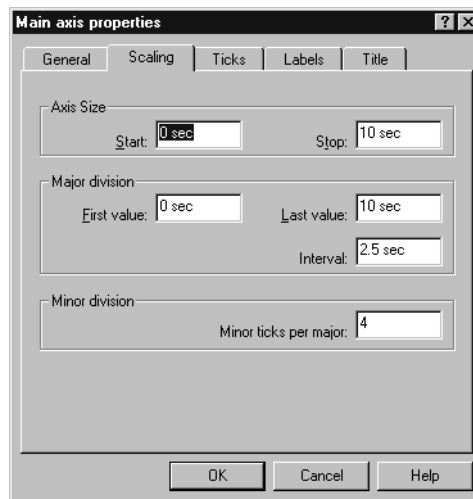 Main axis properties
General Scaling Ticks Labels Title
Axis Size
Start: 0 sec Stop: 10 sec
Major division
First value: 0 sec Last value: 10 sec
Interval: 2.5 sec
Minor division
Minor ticks per major: 4
OK Cancel Help